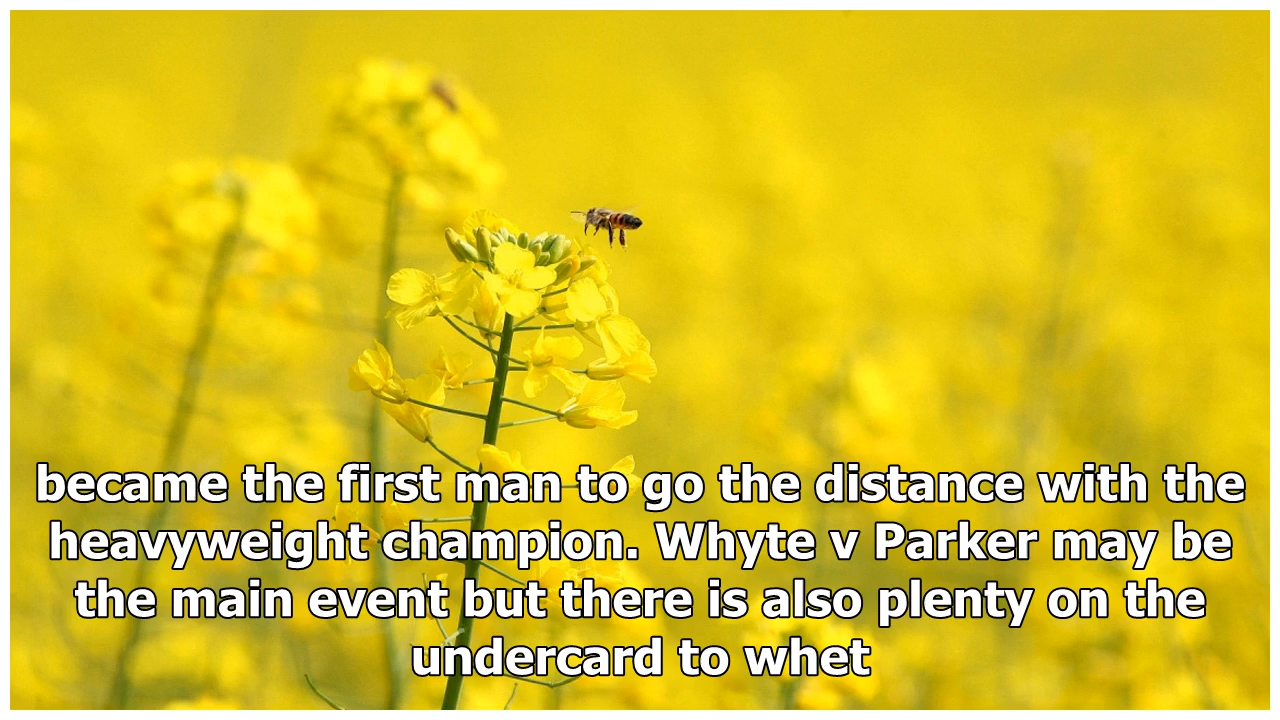 became the first man to go the distance with the
heavyweight champion. Whyte v Parker may be
the main event but there is also plenty on the
undercard to whet